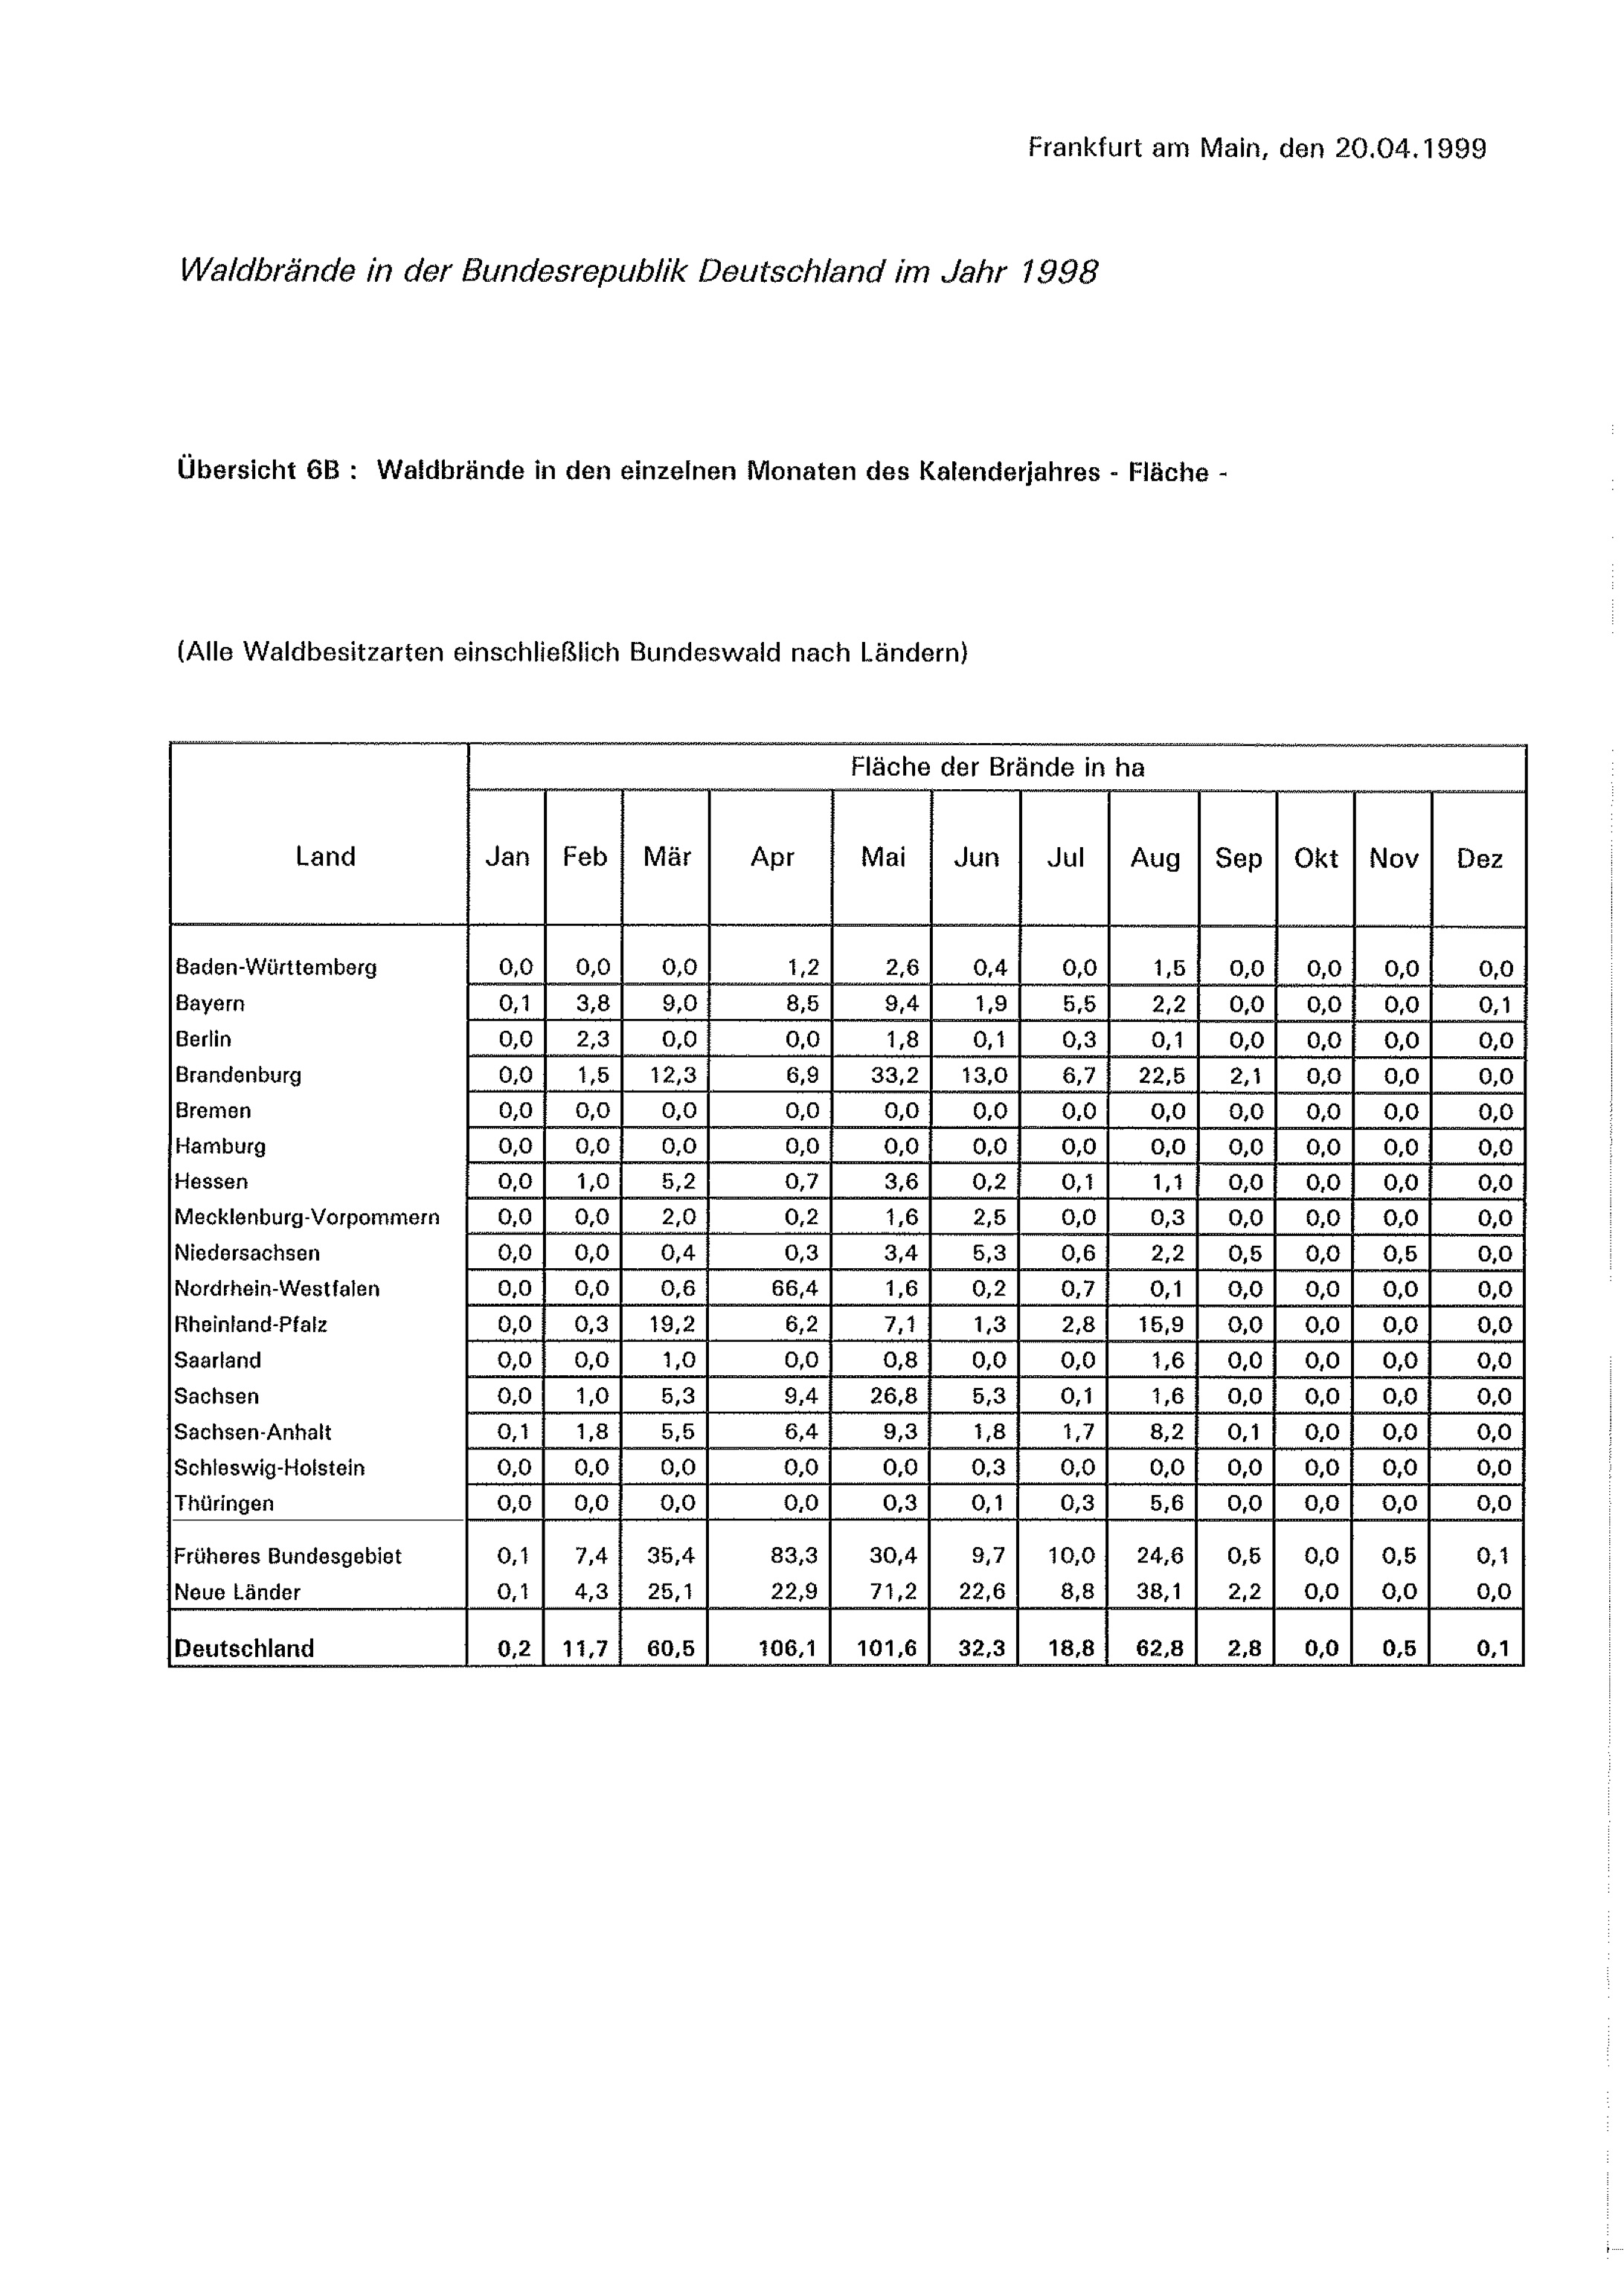 Frankfurt am Main, den 20.04.1999
Waldbrände in der Bundesrepublik Deutschland im Jahr 1998
Übersicht 6B : Waldbrände in den einzelnen Monaten des Kalenderjahres - Fläche -
(Alle Waldbesitzarten einschließlich Bundeswald nach Ländern)
Fläche der Brände in ha
Land Jan Feb Mär Apr Mai Jun Jul Aug Sep Okt Nov Dez
Baden-Württemberg 0,0 0,0 0,0 1,2 2,6 0,4 0,0 1,5 0,0 0,0 0,0 0,0
Bayern 0,1 3,8 9,0 8,5 9,4 1,9 5,5 2,2 0,0 0,0 0,0 0,1
Berlin 0,0 2,3 0,0 0,0 1,8 0,1 0,3 0,1 0,0 0,0 0,0 0,0
Brandenburg 0,0 1,5 12,3 6,9 33,2 13,0 6,7 22,5 2,1 0,0 0,0 0,0
Bremen 0,0 0,0 0,0 0,0 0,0 0,0 0,0 0,0 0,0 0,0 0,0 0,0
Hamburg 0,0 0,0 0,0 0,0 0,0 0,0 0,0 0,0 0,0 0,0 0,0 0,0
Hessen 0,0 1,0 5,2 0,7 3,6 0,2 0,1 1,1 0,0 0,0 0,0 0,0
Mecklenburg-Vorpommern 0,0 0,0 2,0 0,2 1,6 2,5 0,0 0,3 0,0 0,0 0,0 0,0
Niedersachsen 0,0 0,0 0,4 0,3 3,4 5,3 0,6 2,2 0,5 0,0 0,5 0,0
Nordrhein-Westfalen 0,0 0,0 0,6 66,4 1,6 0,2 0,7 0,1 0,0 0,0 0,0 0,0
Rheinland-Pfalz 0,0 0,3 19,2 6,2 7,1 1,3 2,8 15,9 0,0 0,0 0,0 0,0
Saarland 0,0 0,0 1,0 0,0 0,8 0,0 0,0 1,6 0,0 0,0 0,0 0,0
Sachsen 0,0 1,0 5,3 9,4 26,8 5,3 0,1 1,6 0,0 0,0 0,0 0,0
Sachsen-Anhalt 0,1 1,8 5,5 6,4 9,3 1,8 1,7 8,2 0,1 0,0 0,0 0,0
Schleswig-Holstein 0,0 0,0 0,0 0,0 0,0 0,3 0,0 0,0 0,0 0,0 0,0 0,0
Thüringen 0,0 0,0 0,0 0,0 0,3 0,1 0,3 5,6 0,0 0,0 0,0 0,0
Früheres Bundesgebiet 0,1 7,4 35,4 83,3 30,4 9,7 10,0 24,6 0,5 0,0 0,5 0,1
Neue Länder 0,1 4,3 25,1 22,9 71,2 22,6 8,8 38,1 2,2 0,0 0,0 0,0
Deutschland 0,2 11,7 60,5 106,1 101,6 32,3 18,8 62,8 2,8 0,0 0,5 0,1